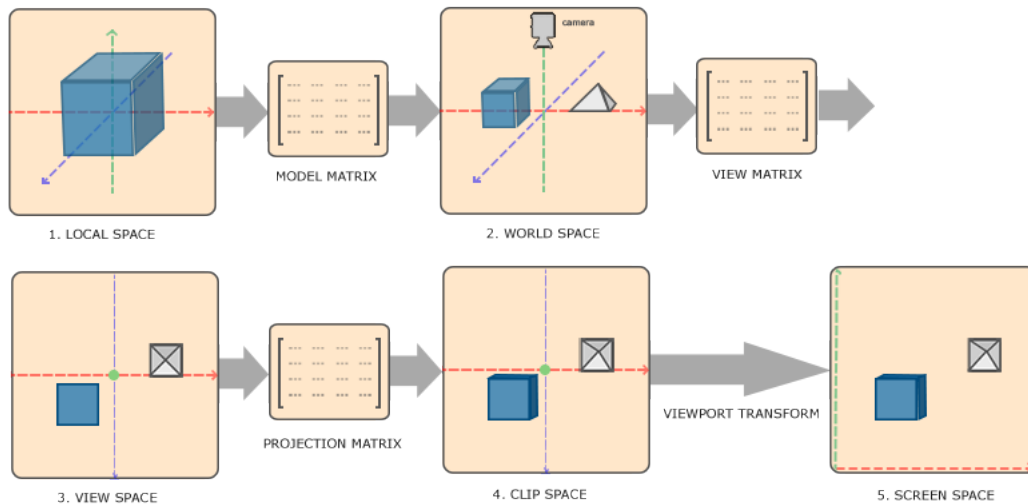 camera
MODEL MATRIX
VIEW MATRIX
1. LOCAL SPACE
2. WORLD SPACE
PROJECTION MATRIX
VIEWPORT TRANSFORM
3. VIEW SPACE
4. CLIP SPACE
5. SCREEN SPACE